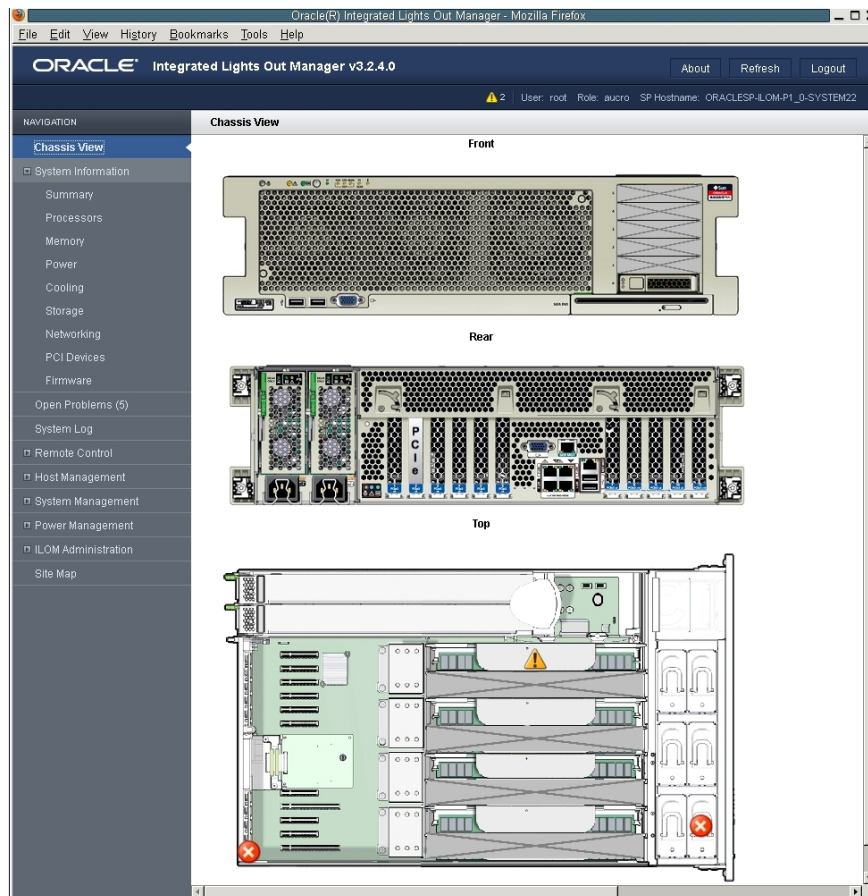 Oracle(R) Integrated Lights Out Manager - Mozilla Firefox
File Edit View History Bookmarks Tools Help
ORACLE® Integrated Lights Out Manager v3.2.4.0
About Refresh Logout
2 User: root Role: aucro SP Hostname: ORACLESP-ILOM-P1_0-SYSTEM22
NAVIGATION
Chassis View
System Information
Summary
Processors
Memory
Power
Cooling
Storage
Networking
PCI Devices
Firmware
Open Problems (5)
System Log
Remote Control
Host Management
System Management
Power Management
ILOM Administration
Site Map
Chassis View
Front
Sun
Rear
PCIe
Top